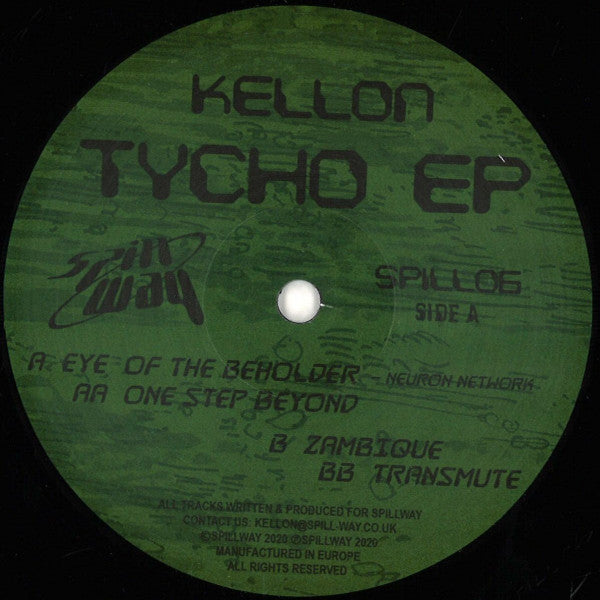 KELLON
TYCHO EP
Spill
Way
SPILL06
SIDE A
A EYE OF THE BEHOLDER - NEURON NETWORK
AA ONE STEP BEYOND
B ZAMBIQUE
BB TRANSMUTE
ALL TRACKS WRITTEN & PRODUCED FOR SPILLWAY
CONTACT US: KELLON@SPILL-WAY.CO.UK
©SPILLWAY 2020 ℗SPILLWAY 2020
MANUFACTURED IN EUROPE
ALL RIGHTS RESERVED